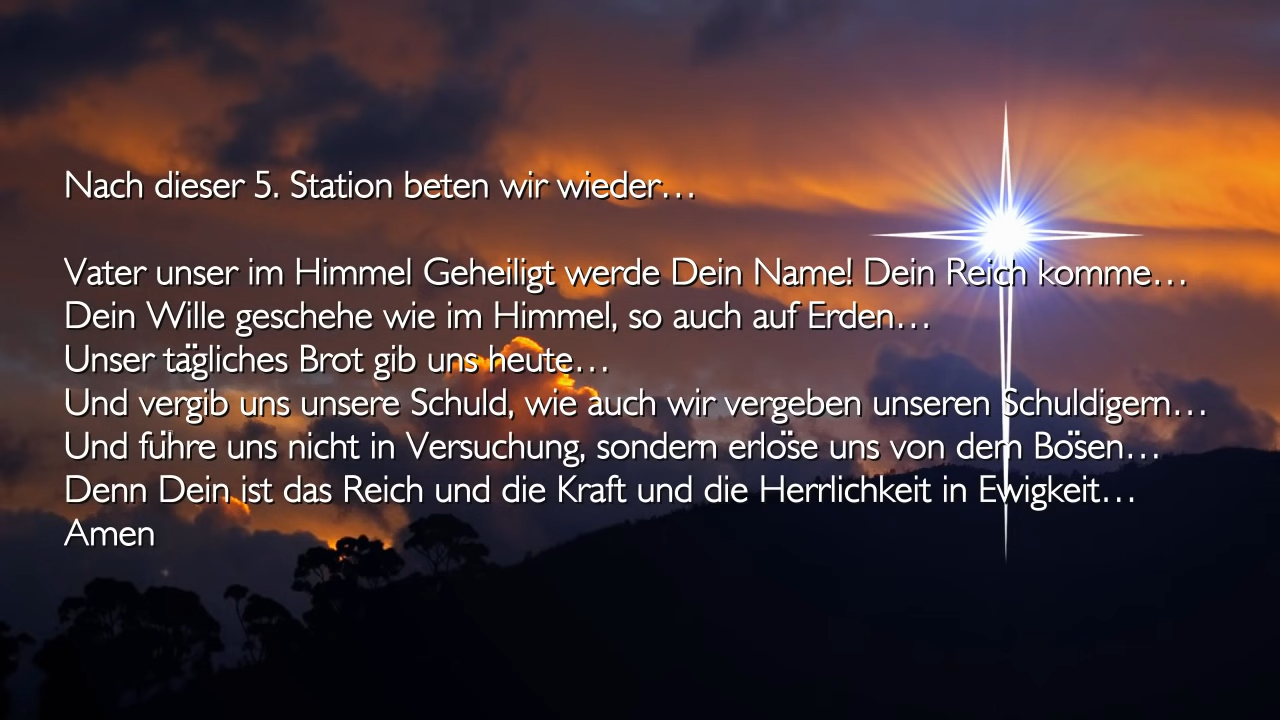 Nach dieser 5. Station beten wir wieder…
Vater unser im Himmel Geheiligt werde Dein Name! Dein Reich komme…
Dein Wille geschehe wie im Himmel, so auch auf Erden…
Unser tägliches Brot gib uns heute…
Und vergib uns unsere Schuld, wie auch wir vergeben unseren Schuldigern…
Und führe uns nicht in Versuchung, sondern erlöse uns von dem Bösen…
Denn Dein ist das Reich und die Kraft und die Herrlichkeit in Ewigkeit…
Amen